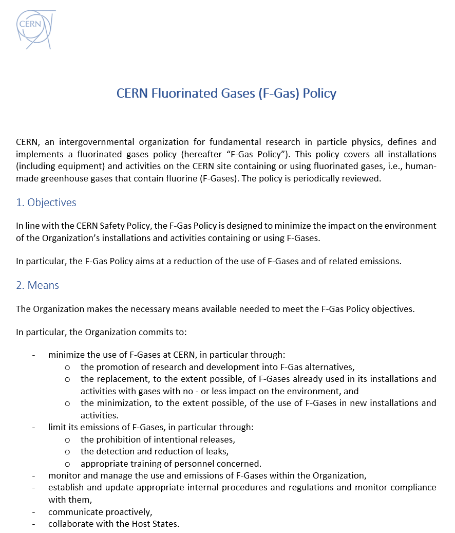 CERN
CERN Fluorinated Gases (F-Gas) Policy
CERN, an intergovernmental organization for fundamental research in particle physics, defines and
implements a fluorinated gases policy (hereafter “F-Gas Policy”). This policy covers all installations
(including equipment) and activities on the CERN site containing or using fluorinated gases, i.e., human-
made greenhouse gases that contain fluorine (F-Gases). The policy is periodically reviewed.
1. Objectives
In line with the CERN Safety Policy, the F-Gas Policy is designed to minimize the impact on the environment
of the Organization’s installations and activities containing or using F-Gases.
In particular, the F-Gas Policy aims at a reduction of the use of F-Gases and of related emissions.
2. Means
The Organization makes the necessary means available needed to meet the F-Gas Policy objectives.
In particular, the Organization commits to:
- minimize the use of F-Gases at CERN, in particular through:
o the promotion of research and development into F-Gas alternatives,
o the replacement, to the extent possible, of F-Gases already used in its installations and
activities with gases with no - or less impact on the environment, and
o the minimization, to the extent possible, of the use of F-Gases in new installations and
activities.
- limit its emissions of F-Gases, in particular through:
o the prohibition of intentional releases,
o the detection and reduction of leaks,
o appropriate training of personnel concerned.
- monitor and manage the use and emissions of F-Gases within the Organization,
- establish and update appropriate internal procedures and regulations and monitor compliance
with them,
- communicate proactively,
- collaborate with the Host States.